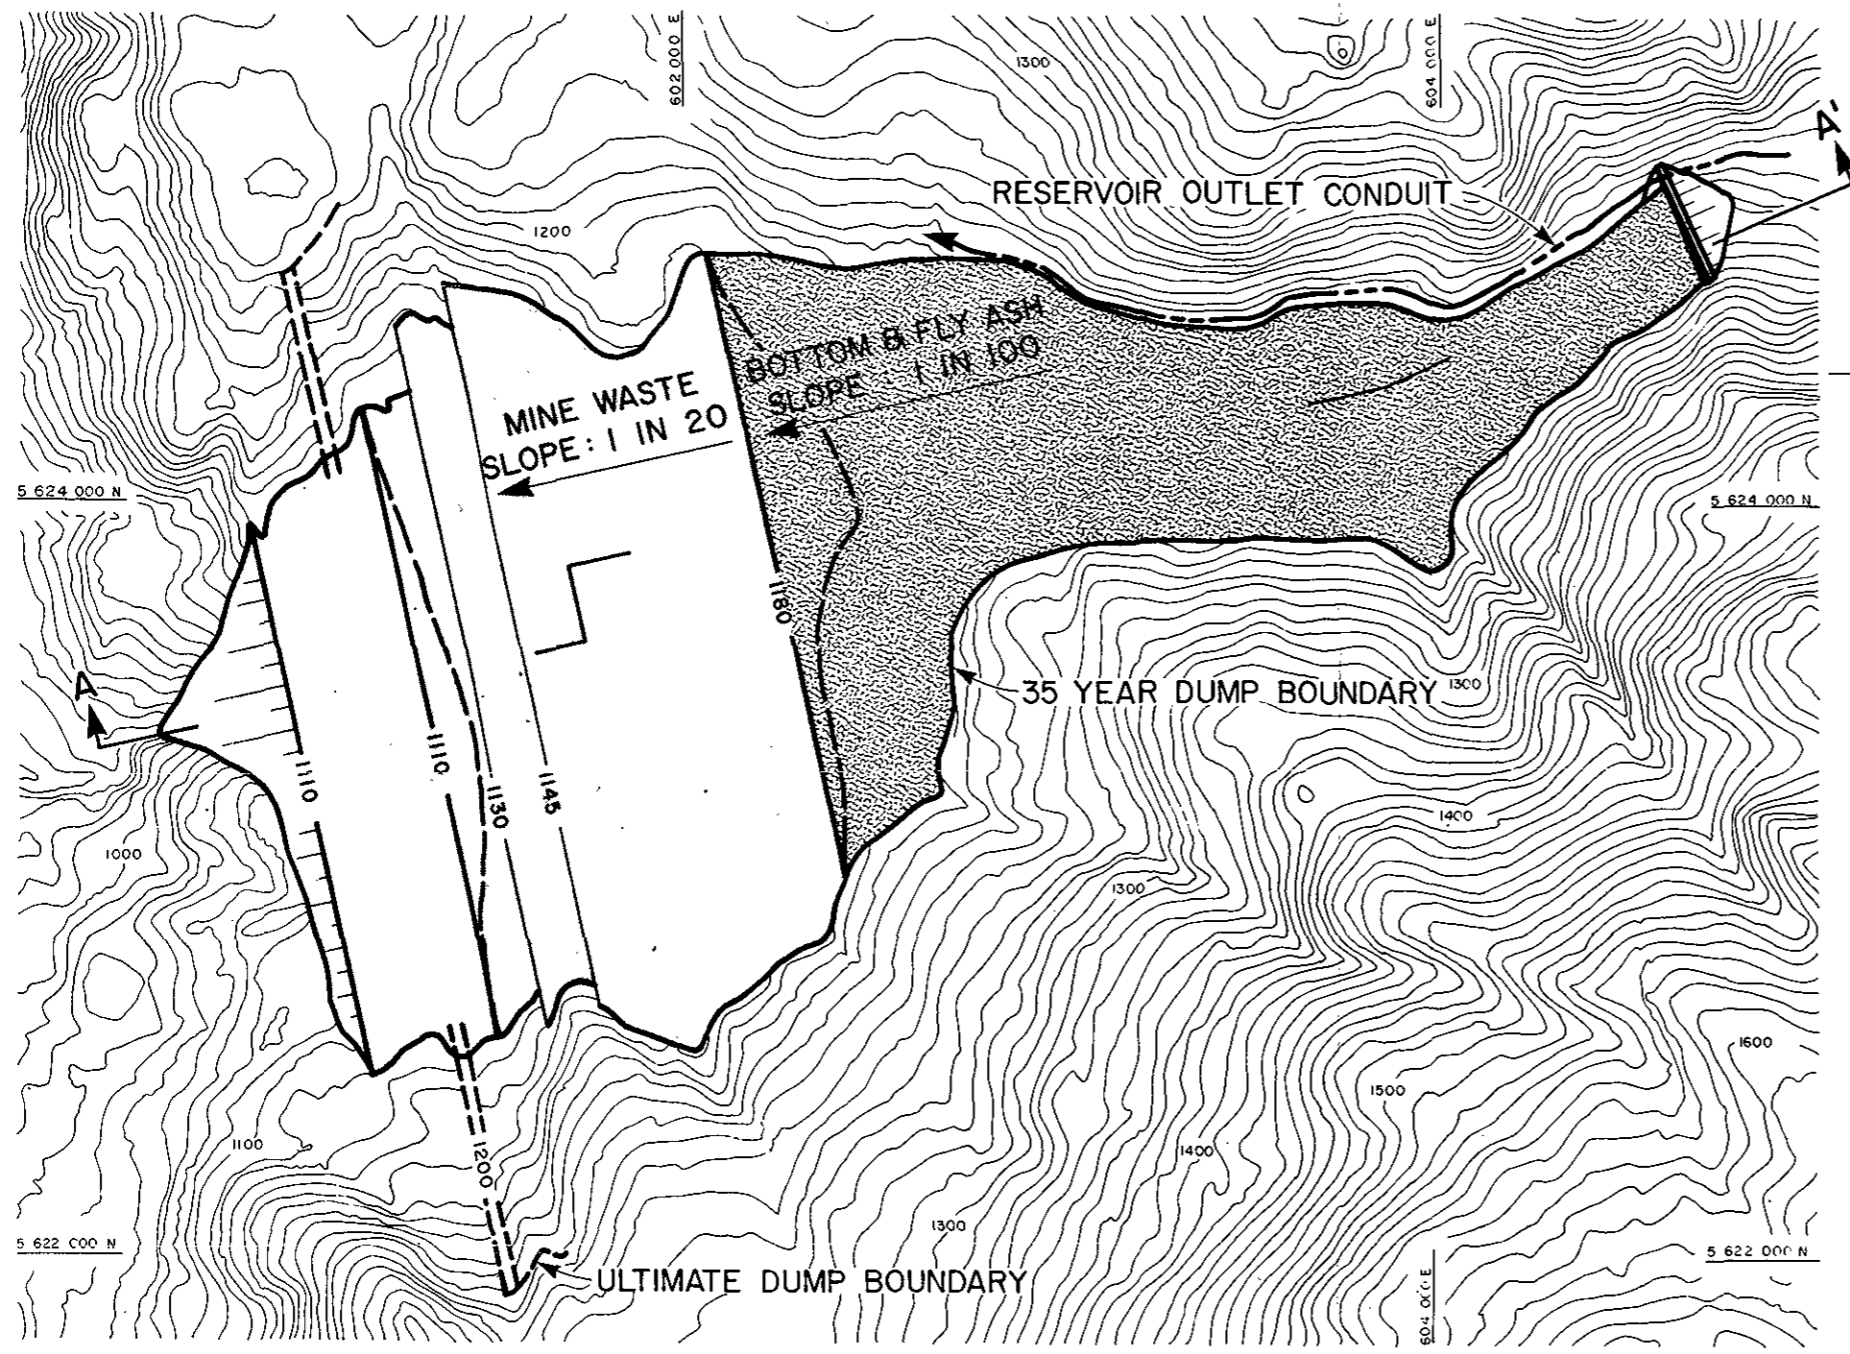 602 000 E
604 000 E
1300
A'
RESERVOIR OUTLET CONDUIT
1200
BOTTOM & FLY ASH
SLOPE : 1 IN 100
MINE WASTE
SLOPE : 1 IN 20
5 624 000 N
5 624 000 N
1180
A
35 YEAR DUMP BOUNDARY
1300
1110
1110
1130
1145
1000
1400
1300
1600
1500
1100
1200
1400
1300
5 622 000 N
5 622 000 N
ULTIMATE DUMP BOUNDARY
604 000 E